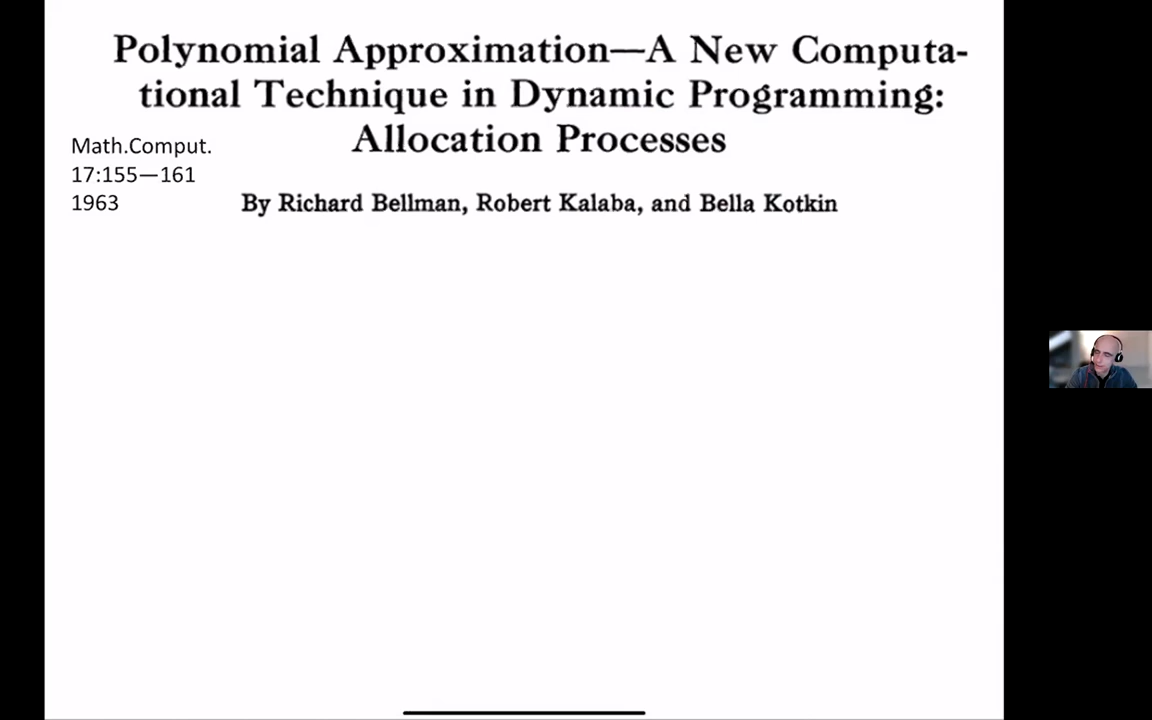 Polynomial Approximation—A New Computa-
tional Technique in Dynamic Programming:
Allocation Processes
Math.Comput.
17:155—161
1963
By Richard Bellman, Robert Kalaba, and Bella Kotkin